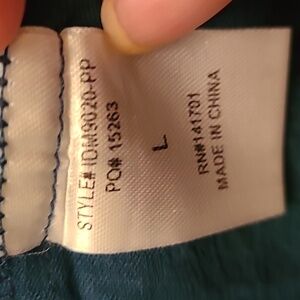 STYLE# IDM9020-PP
PO# 15263
L
RN#141701
MADE IN CHINA